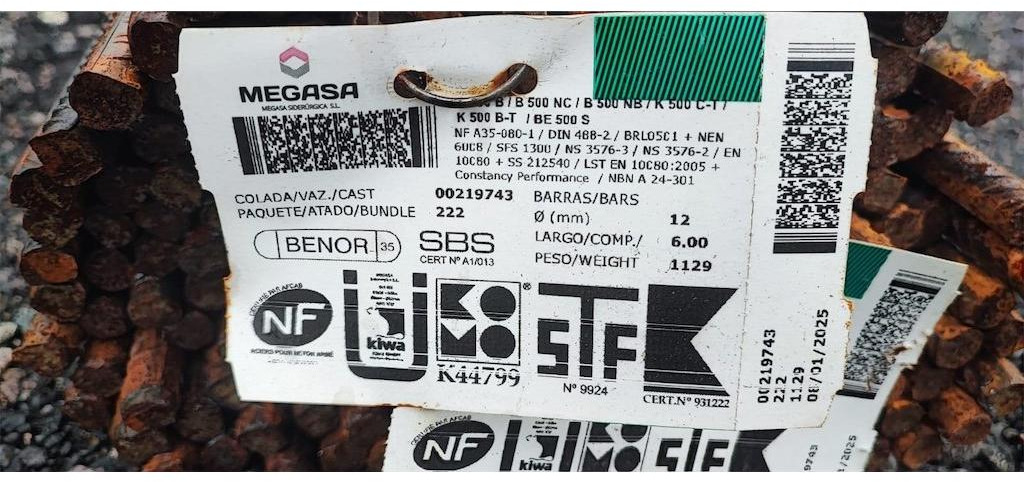 MEGASA
MEGASA SIDERÚRGICA S.L.
B / B 500 NC / B 500 NB / K 500 C-T /
K 500 B-T / BE 500 S
NF A35-080-1 / DIN 488-2 / BRL0501 + NEN
6008 / SFS 1300 / NS 3576-3 / NS 3576-2 / EN
10080 + SS 212540 / LST EN 10080:2005 +
Constancy Performance / NBN A 24-301
COLADA/VAZ./CAST 00219743
PAQUETE/ATADO/BUNDLE 222
BARRAS/BARS
Ø (mm) 12
LARGO/COMP./ 6.00
PESO/WEIGHT 1129
BENOR 35
SBS
CERT Nº A1/013
NF
kiwa
KOMO®
K44799
STF
Nº 9924
K
CERT.Nº 931222
00219743
222
1129
08/01/2025
NF
kiwa
STF
9743
1/2025